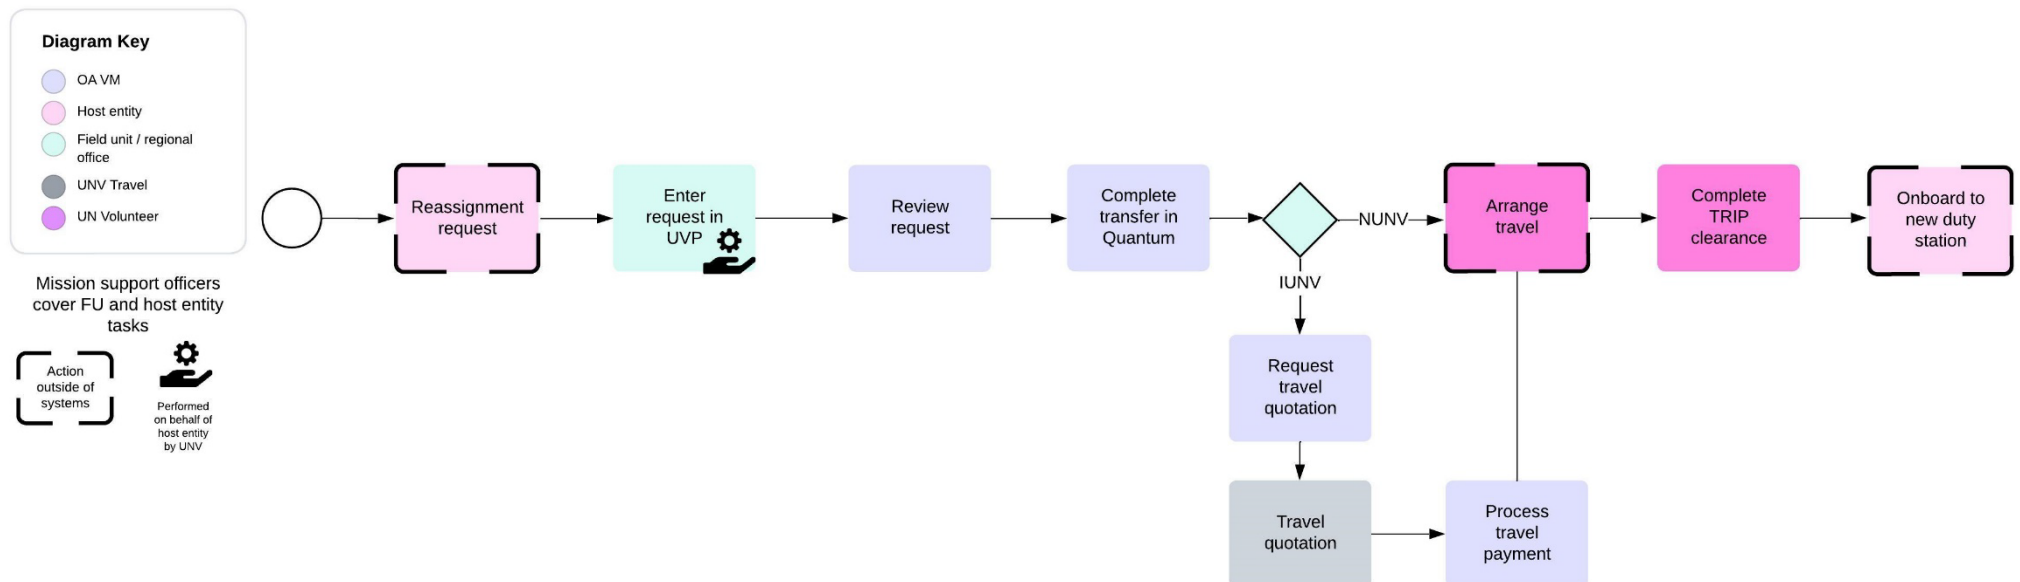 Diagram Key
OA VM
Host entity
Field unit / regional
office
UNV Travel
UN Volunteer
Mission support officers
cover FU and host entity
tasks
Action
outside of
systems
Performed
on behalf of
host entity
by UNV
Reassignment
request
Enter
request in
UVP
Review
request
Complete
transfer in
Quantum
NUNV
IUNV
Arrange
travel
Complete
TRIP
clearance
Onboard to
new duty
station
Request
travel
quotation
Travel
quotation
Process
travel
payment